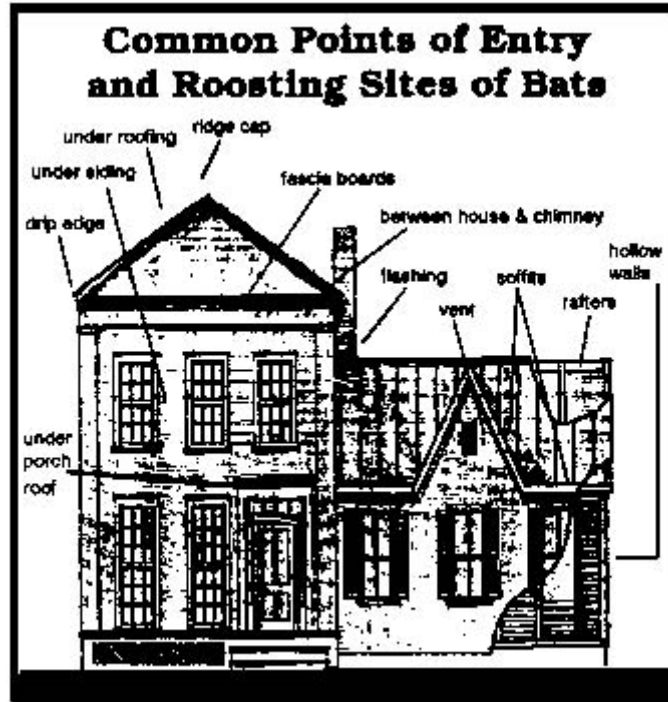 Common Points of Entry
and Roosting Sites of Bats
under roofing
ridge cap
under siding
fascia boards
drip edge
between house & chimney
flashing
vent
soffits
hollow
walls
rafters
under
porch
roof